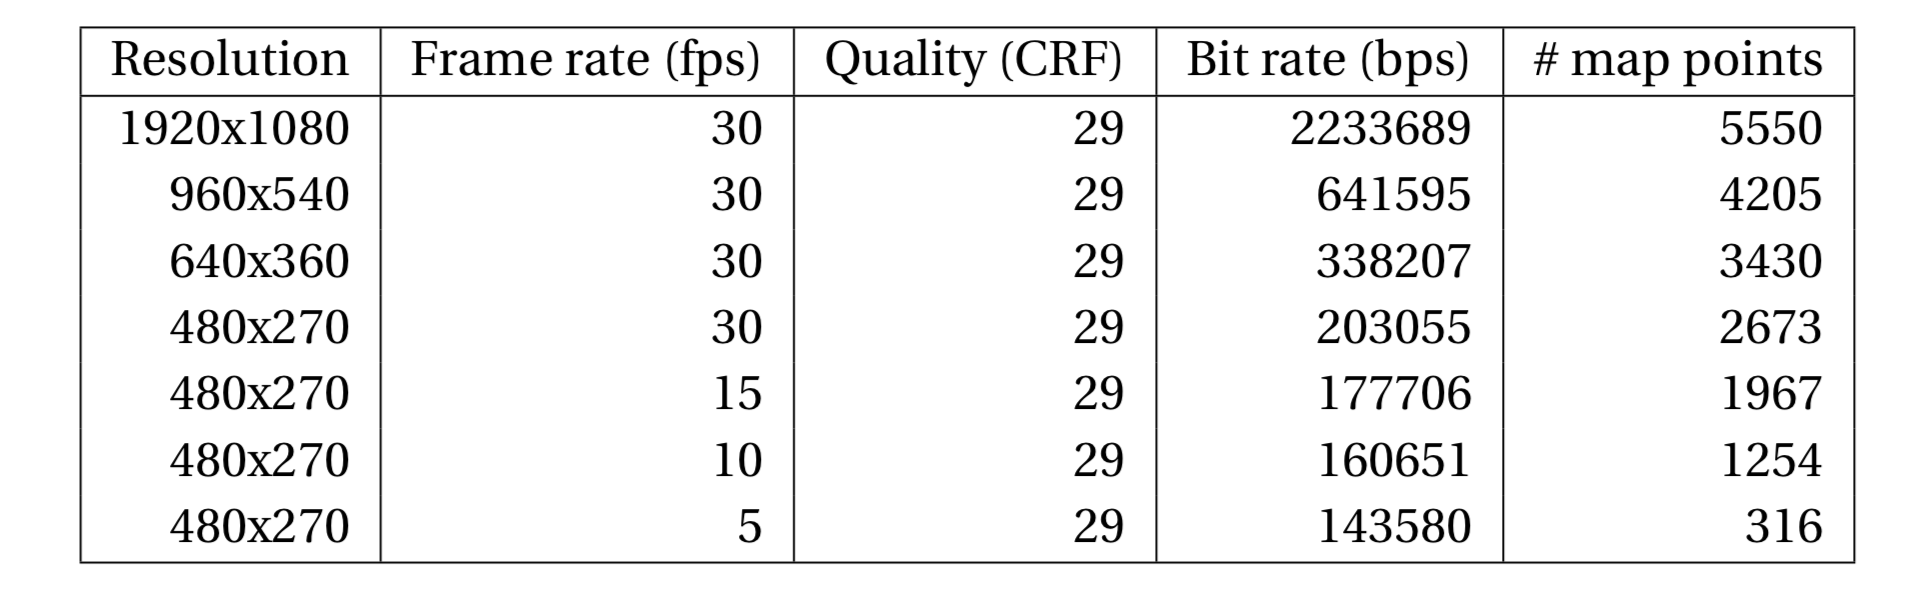 Resolution Frame rate (fps) Quality (CRF) Bit rate (bps) # map points
1920x1080 30 29 2233689 5550
960x540 30 29 641595 4205
640x360 30 29 338207 3430
480x270 30 29 203055 2673
480x270 15 29 177706 1967
480x270 10 29 160651 1254
480x270 5 29 143580 316